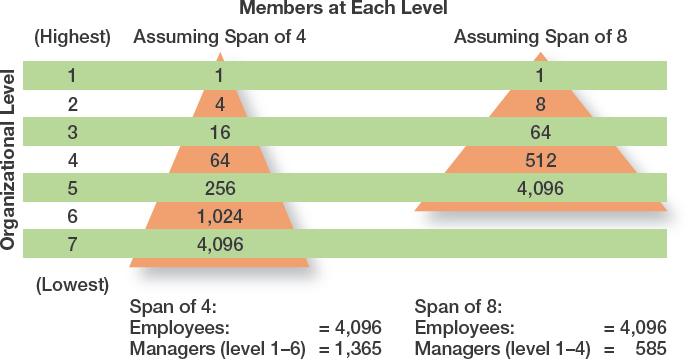 Members at Each Level
(Highest) Assuming Span of 4 Assuming Span of 8
Organizational Level
1 1 1
2 4 8
3 16 64
4 64 512
5 256 4,096
6 1,024
7 4,096
(Lowest)
Span of 4: Span of 8:
Employees: = 4,096 Employees: = 4,096
Managers (level 1–6) = 1,365 Managers (level 1–4) = 585